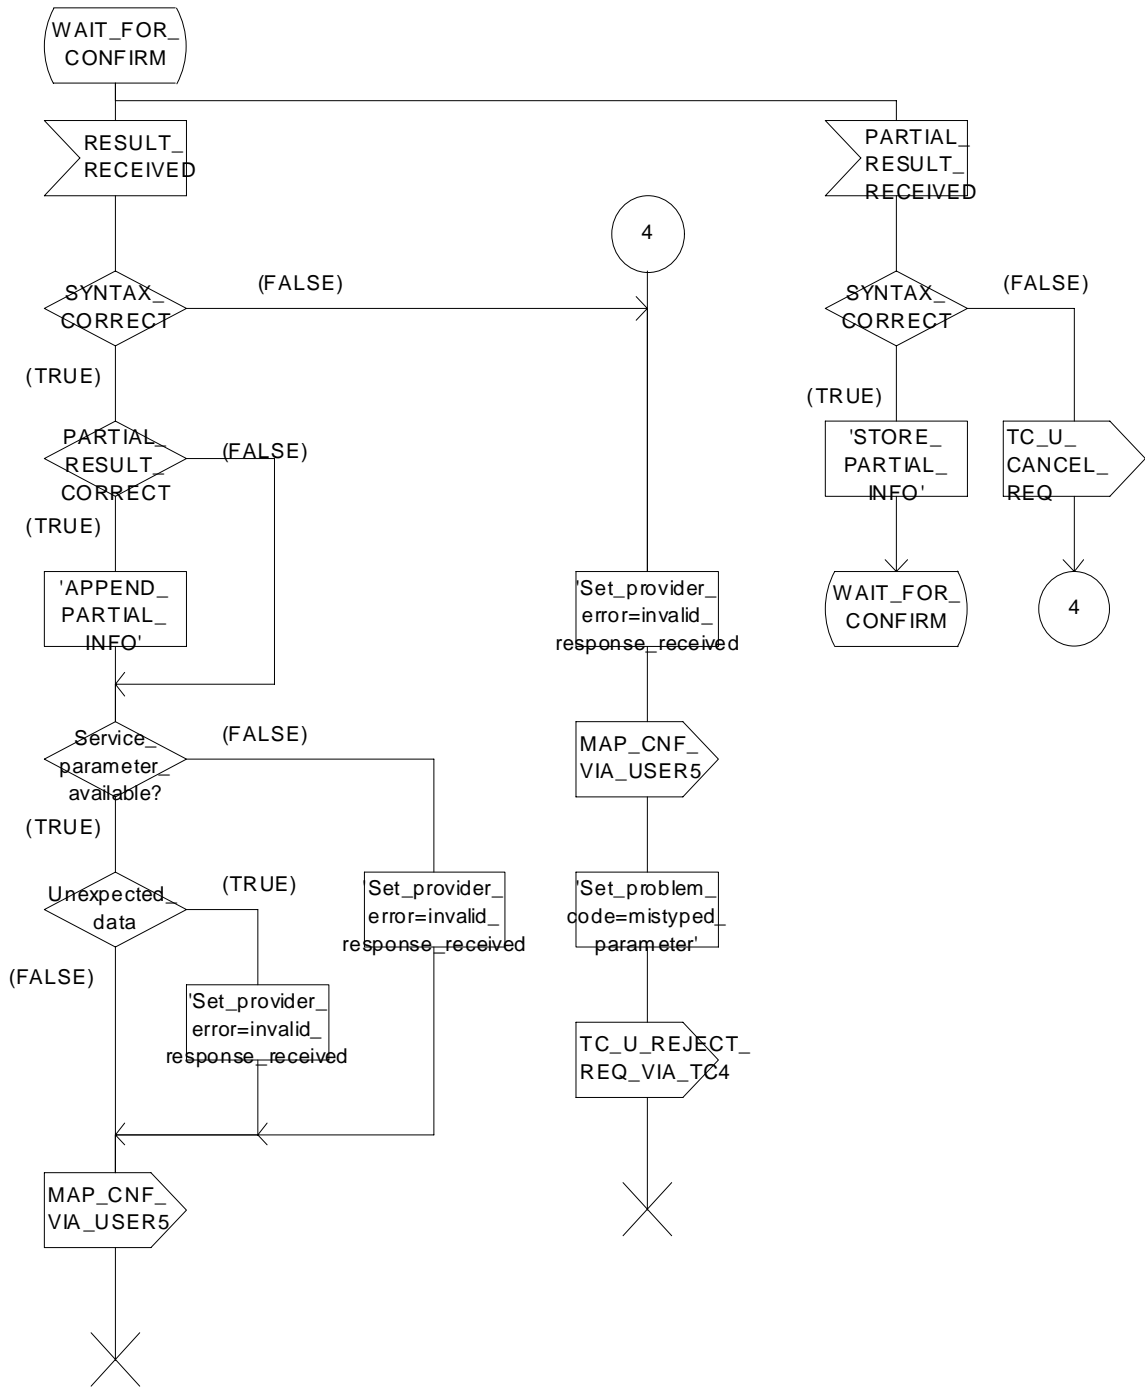 WAIT_FOR_
CONFIRM
RESULT_
RECEIVED
PARTIAL_
RESULT_
RECEIVED
4
SYNTAX_
CORRECT
(FALSE)
SYNTAX_
CORRECT
(FALSE)
(TRUE)
(TRUE)
PARTIAL_
RESULT_
CORRECT
(FALSE)
'STORE_
PARTIAL_
INFO'
TC_U_
CANCEL_
REQ
(TRUE)
'APPEND_
PARTIAL_
INFO'
'Set_provider_
error=invalid_
response_received
WAIT_FOR_
CONFIRM
4
Service_
parameter_
available?
(FALSE)
MAP_CNF_
VIA_USER5
(TRUE)
Unexpected_
data
(TRUE)
'Set_provider_
error=invalid_
response_received
'Set_problem_
code=mistyped_
parameter'
(FALSE)
'Set_provider_
error=invalid_
response_received
TC_U_REJECT_
REQ_VIA_TC4
MAP_CNF_
VIA_USER5